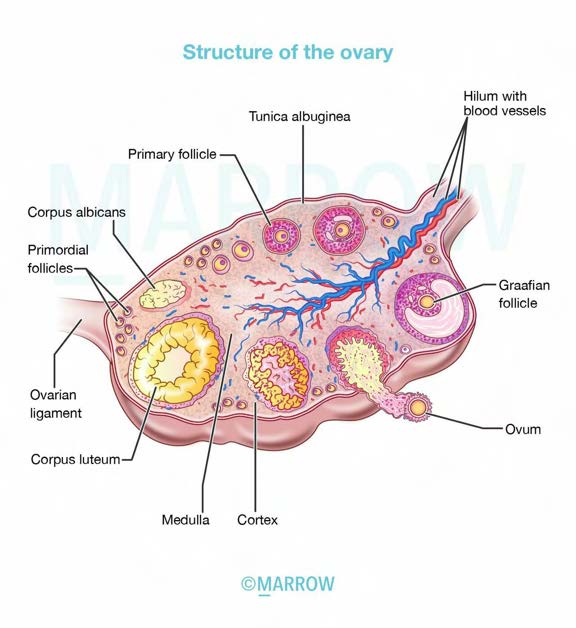 Structure of the ovary
Hilum with
blood vessels
Tunica albuginea
Primary follicle
Corpus albicans
Primordial
follicles
Graafian
follicle
Ovarian
ligament
Ovum
Corpus luteum
Medulla
Cortex
MARROW
©MARROW